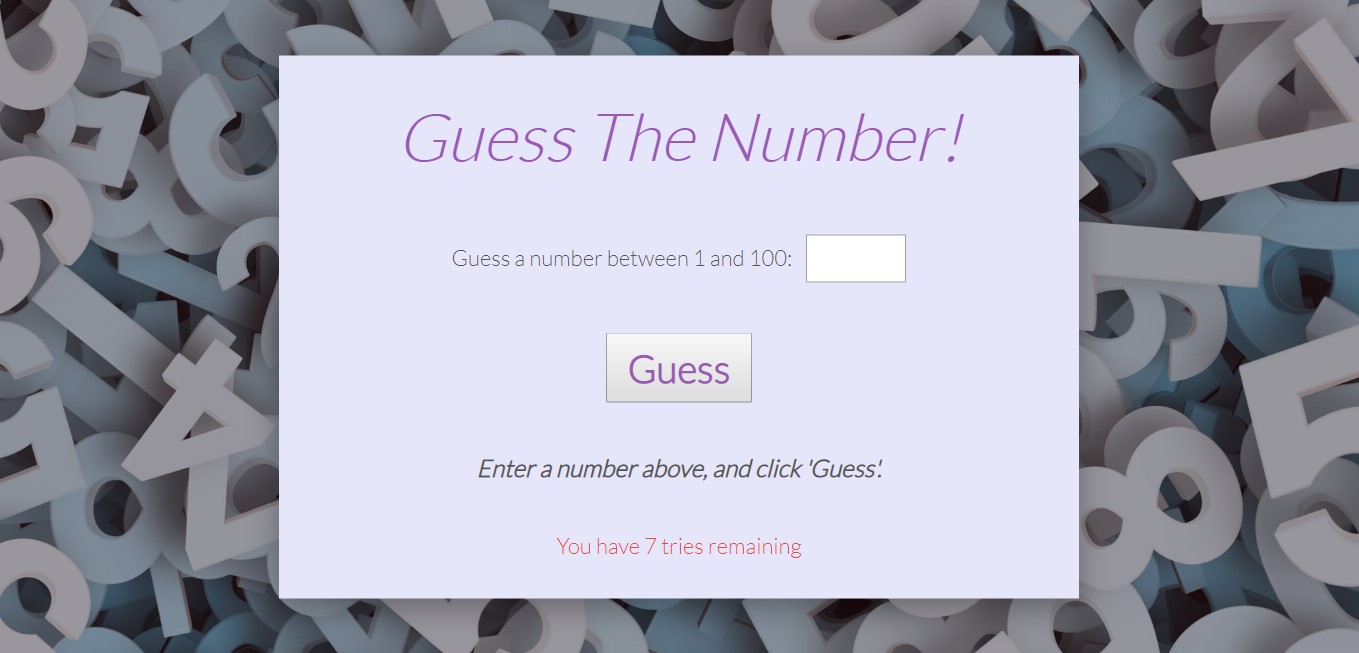 Guess The Number!
Guess a number between 1 and 100:
Guess
Enter a number above, and click 'Guess'.
You have 7 tries remaining